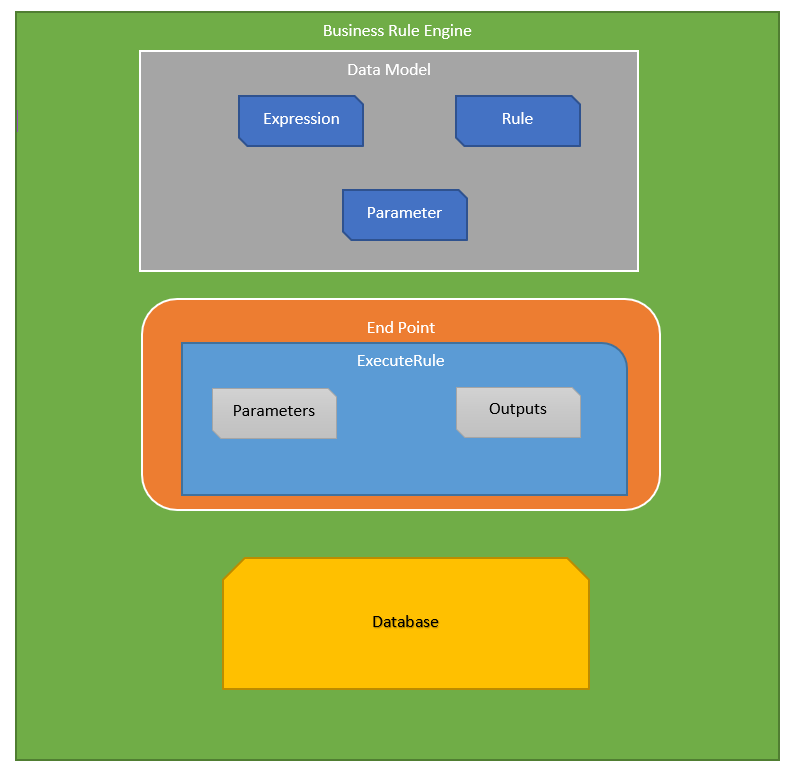 Business Rule Engine
Data Model
Expression
Rule
Parameter
End Point
ExecuteRule
Parameters
Outputs
Database